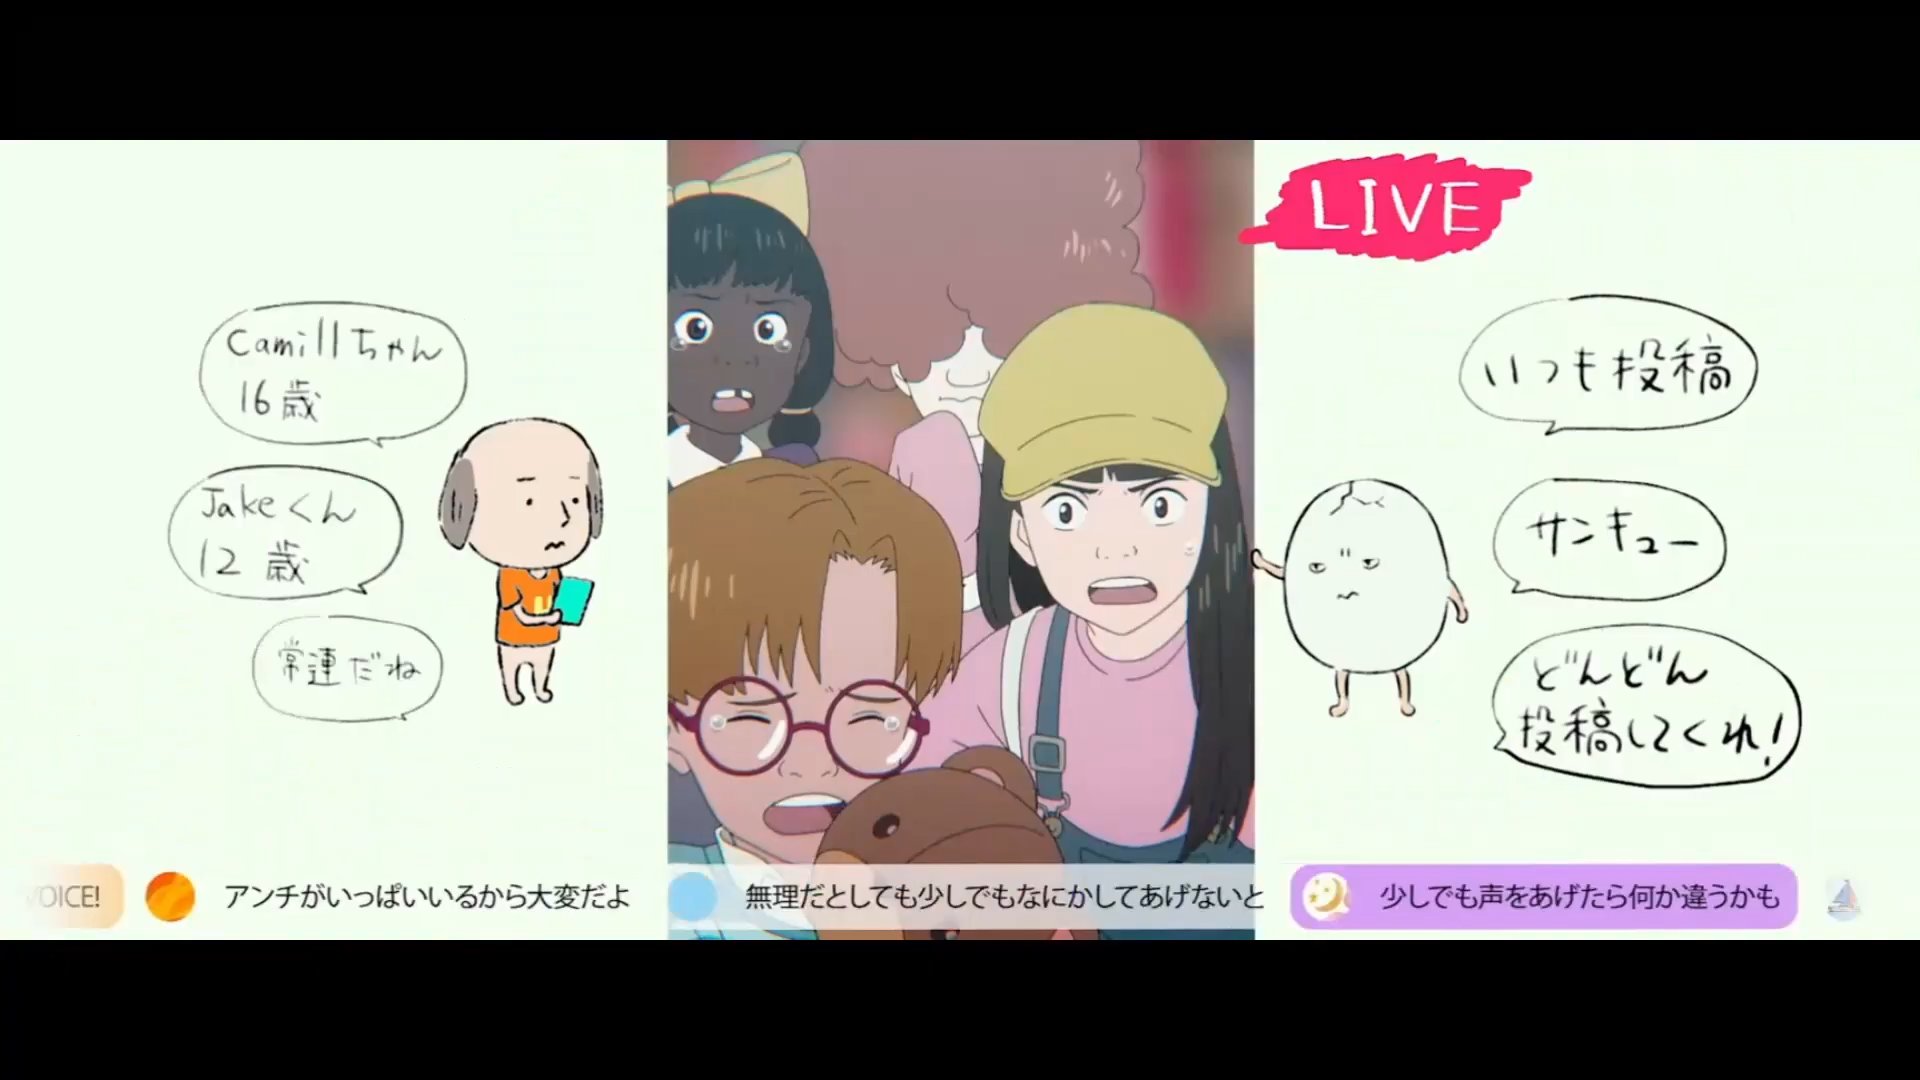 LIVE
Camillちゃん
16歳
Jakeくん
12歳
常連だね
いつも投稿
サンキュー
どんどん
投稿してくれ!
VOICE!
アンチがいっぱいいるから大変だよ
無理だとしても少しでもなにかしてあげないと
少しでも声をあげたら何か違うかも